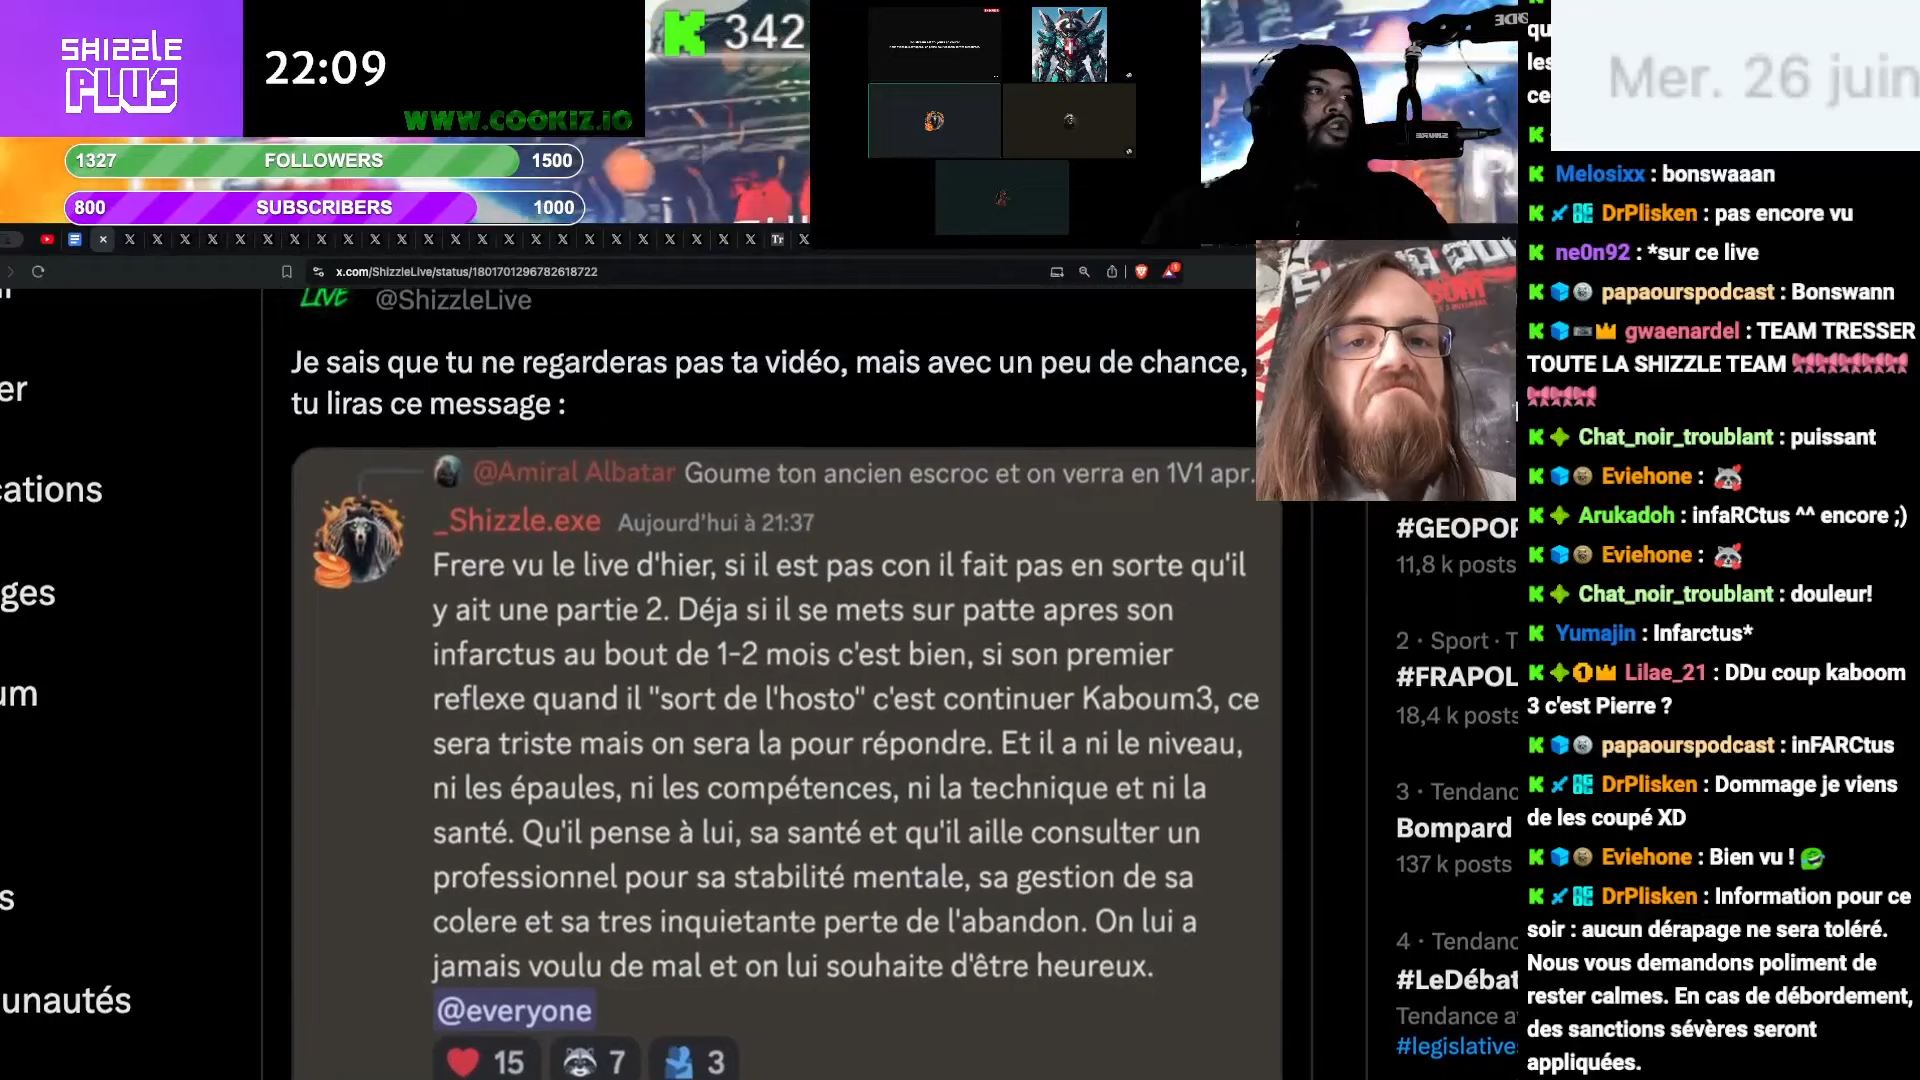 SHIZZLE
PLUS
22:09
WWW.COOKIZ.IO
342
1327 FOLLOWERS 1500
800 SUBSCRIBERS 1000
x.com/ShizzleLive/status/1801701296782618722
LIVE
@ShizzleLive
Je sais que tu ne regarderas pas ta vidéo, mais avec un peu de chance,
tu liras ce message :
@Amiral Albatar Goume ton ancien escroc et on verra en 1V1 apr.
_Shizzle.exe Aujourd'hui à 21:37
Frere vu le live d'hier, si il est pas con il fait pas en sorte qu'il
y ait une partie 2. Déja si il se mets sur patte apres son
infarctus au bout de 1-2 mois c'est bien, si son premier
reflexe quand il "sort de l'hosto" c'est continuer Kaboum3, ce
sera triste mais on sera la pour répondre. Et il a ni le niveau,
ni les épaules, ni les compétences, ni la technique et ni la
santé. Qu'il pense à lui, sa santé et qu'il aille consulter un
professionnel pour sa stabilité mentale, sa gestion de sa
colere et sa tres inquietante perte de l'abandon. On lui a
jamais voulu de mal et on lui souhaite d'être heureux.
@everyone
15 7 3
er
cations
ges
um
s
unautés
#GEOPOP
11,8 k posts
2 · Sport · T
#FRAPOL
18,4 k posts
3 · Tendanc
Bompard
137 k posts
4 · Tendanc
#LeDébat
Tendance a
#legislative
Mer. 26 juin
qu
les
ce
Melosixx : bonswaaan
DrPlisken : pas encore vu
ne0n92 : *sur ce live
papaourspodcast : Bonswann
gwaenardel : TEAM TRESSER
TOUTE LA SHIZZLE TEAM 🎀🎀🎀🎀🎀🎀🎀🎀
🎀🎀🎀🎀🎀
Chat_noir_troublant : puissant
Eviehone :
Arukadoh : infaRCtus ^^ encore ;)
Eviehone :
Chat_noir_troublant : douleur!
Yumajin : Infarctus*
Lilae_21 : DDu coup kaboom
3 c'est Pierre ?
papaourspodcast : inFARCtus
DrPlisken : Dommage je viens
de les coupé XD
Eviehone : Bien vu !
DrPlisken : Information pour ce
soir : aucun dérapage ne sera toléré.
Nous vous demandons poliment de
rester calmes. En cas de débordement,
des sanctions sévères seront
appliquées.